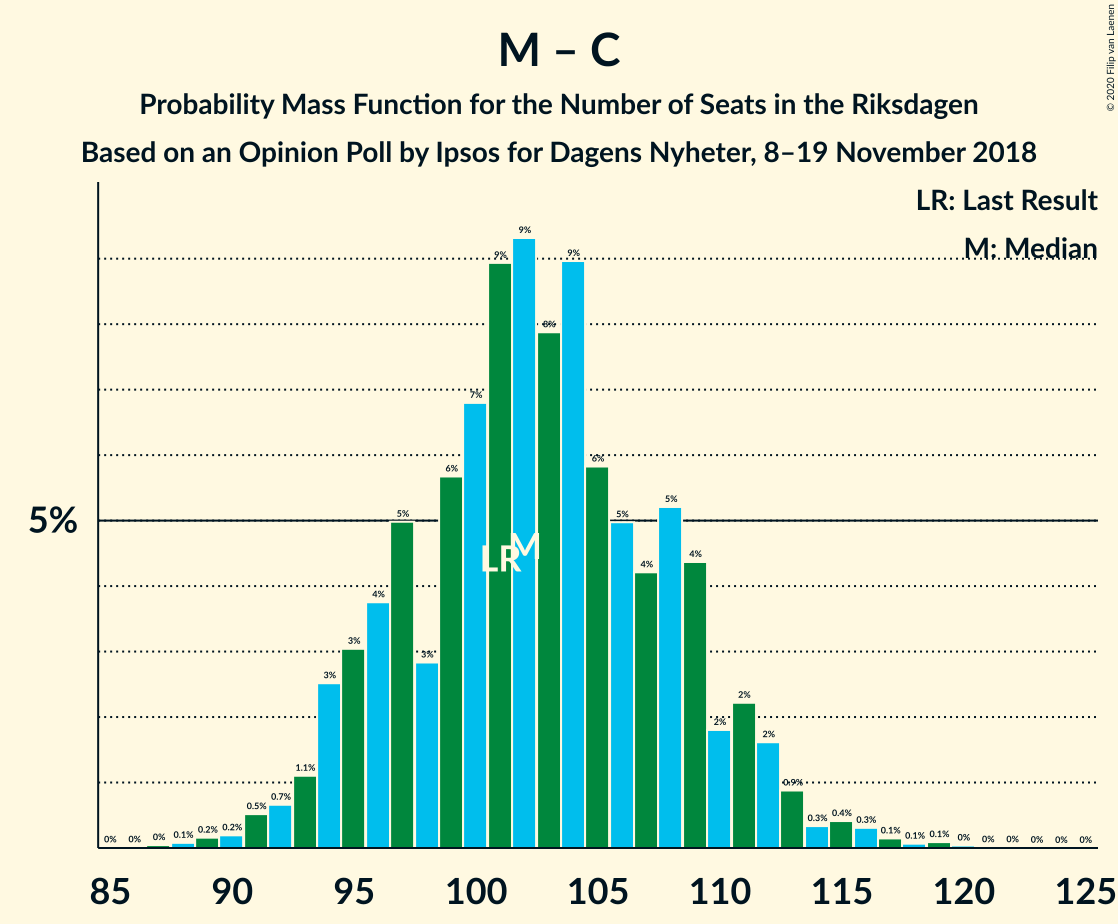 M – C
Probability Mass Function for the Number of Seats in the Riksdagen
Based on an Opinion Poll by Ipsos for Dagens Nyheter, 8–19 November 2018
© 2020 Filip van Laenen
LR: Last Result
M: Median
5%
0% 0% 0% 0.1% 0.2% 0.2% 0.5% 0.7% 1.1% 3% 3% 4% 5% 3% 6% 7% 9% 9% 8% 9% 6% 5% 4% 5% 4% 2% 2% 2% 0.9% 0.3% 0.4% 0.3% 0.1% 0.1% 0.1% 0% 0% 0% 0% 0% 0%
LR M
85 90 95 100 105 110 115 120 125